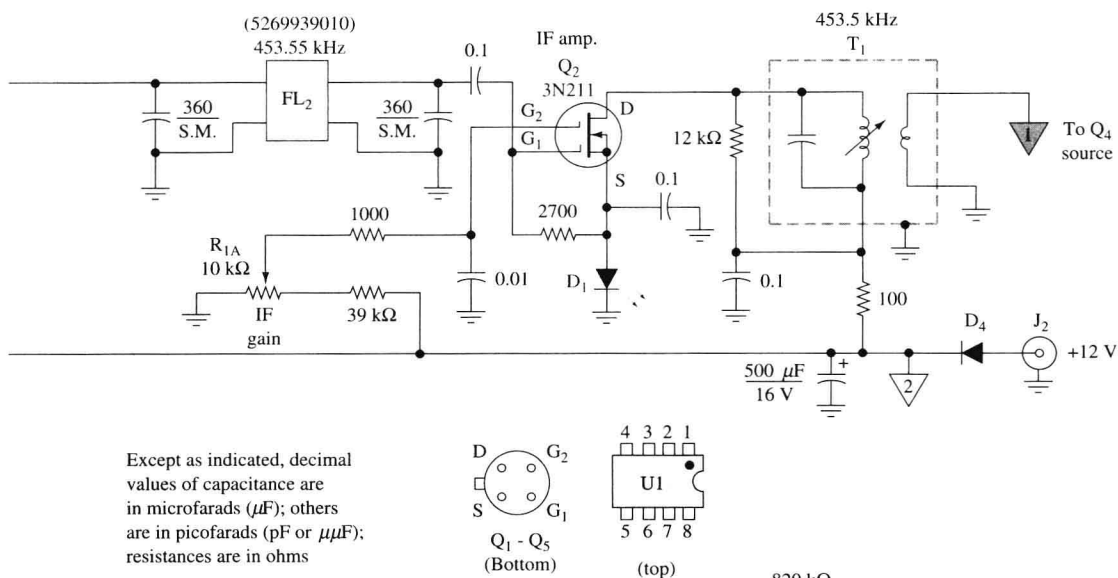 (5269939010)
453.55 kHz
FL2
360
S.M.
360
S.M.
0.1
IF amp.
Q2
3N211
G2
G1
D
S
0.1
2700
D1
1000
0.01
R1A
10 kΩ
IF
gain
39 kΩ
12 kΩ
0.1
453.5 kHz
T1
1
To Q4
source
100
500 μF
16 V
+
2
D4
J2
+12 V
Except as indicated, decimal
values of capacitance are
in microfarads (μF); others
are in picofarads (pF or μμF);
resistances are in ohms
D
G2
S
G1
Q1 - Q5
(Bottom)
4 3 2 1
U1
5 6 7 8
(top)
820 kΩ